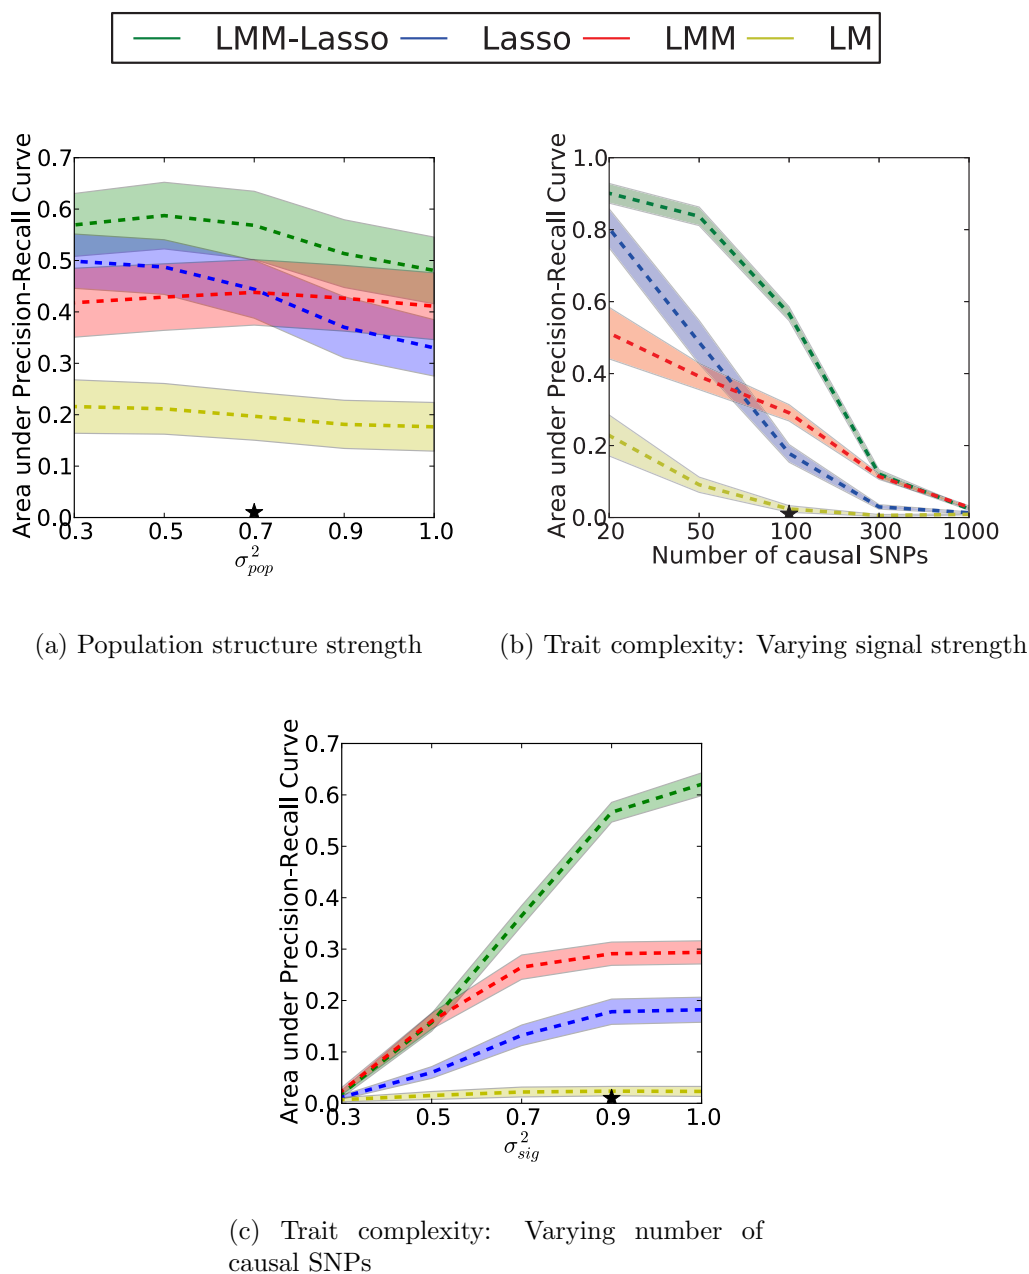 LMM-Lasso Lasso LMM LM
Area under Precision-Recall Curve
0.7
0.6
0.5
0.4
0.3
0.2
0.1
0.0
0.3 0.5 0.7 0.9 1.0
σ²pop
(a) Population structure strength
Area under Precision-Recall Curve
1.0
0.8
0.6
0.4
0.2
0.0
20 50 100 300 1000
Number of causal SNPs
(b) Trait complexity: Varying signal strength
Area under Precision-Recall Curve
0.7
0.6
0.5
0.4
0.3
0.2
0.1
0.0
0.3 0.5 0.7 0.9 1.0
σ²sig
(c) Trait complexity: Varying number of
causal SNPs